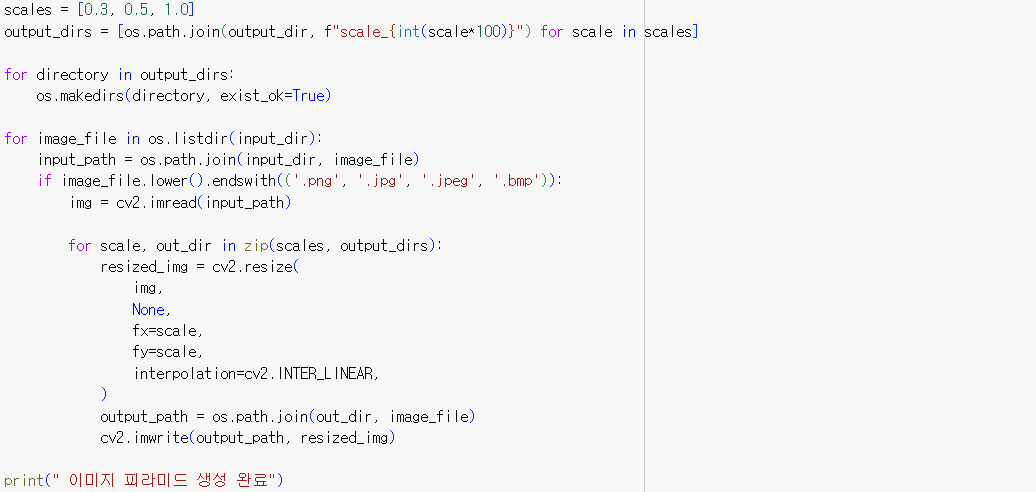 scales = [0.3, 0.5, 1.0]
output_dirs = [os.path.join(output_dir, f"scale_{int(scale*100)}") for scale in scales]
for directory in output_dirs:
    os.makedirs(directory, exist_ok=True)
for image_file in os.listdir(input_dir):
    input_path = os.path.join(input_dir, image_file)
    if image_file.lower().endswith(('.png', '.jpg', '.jpeg', '.bmp')):
        img = cv2.imread(input_path)
        for scale, out_dir in zip(scales, output_dirs):
            resized_img = cv2.resize(
                img,
                None,
                fx=scale,
                fy=scale,
                interpolation=cv2.INTER_LINEAR,
            )
            output_path = os.path.join(out_dir, image_file)
            cv2.imwrite(output_path, resized_img)
print(" 이미지 피라미드 생성 완료")